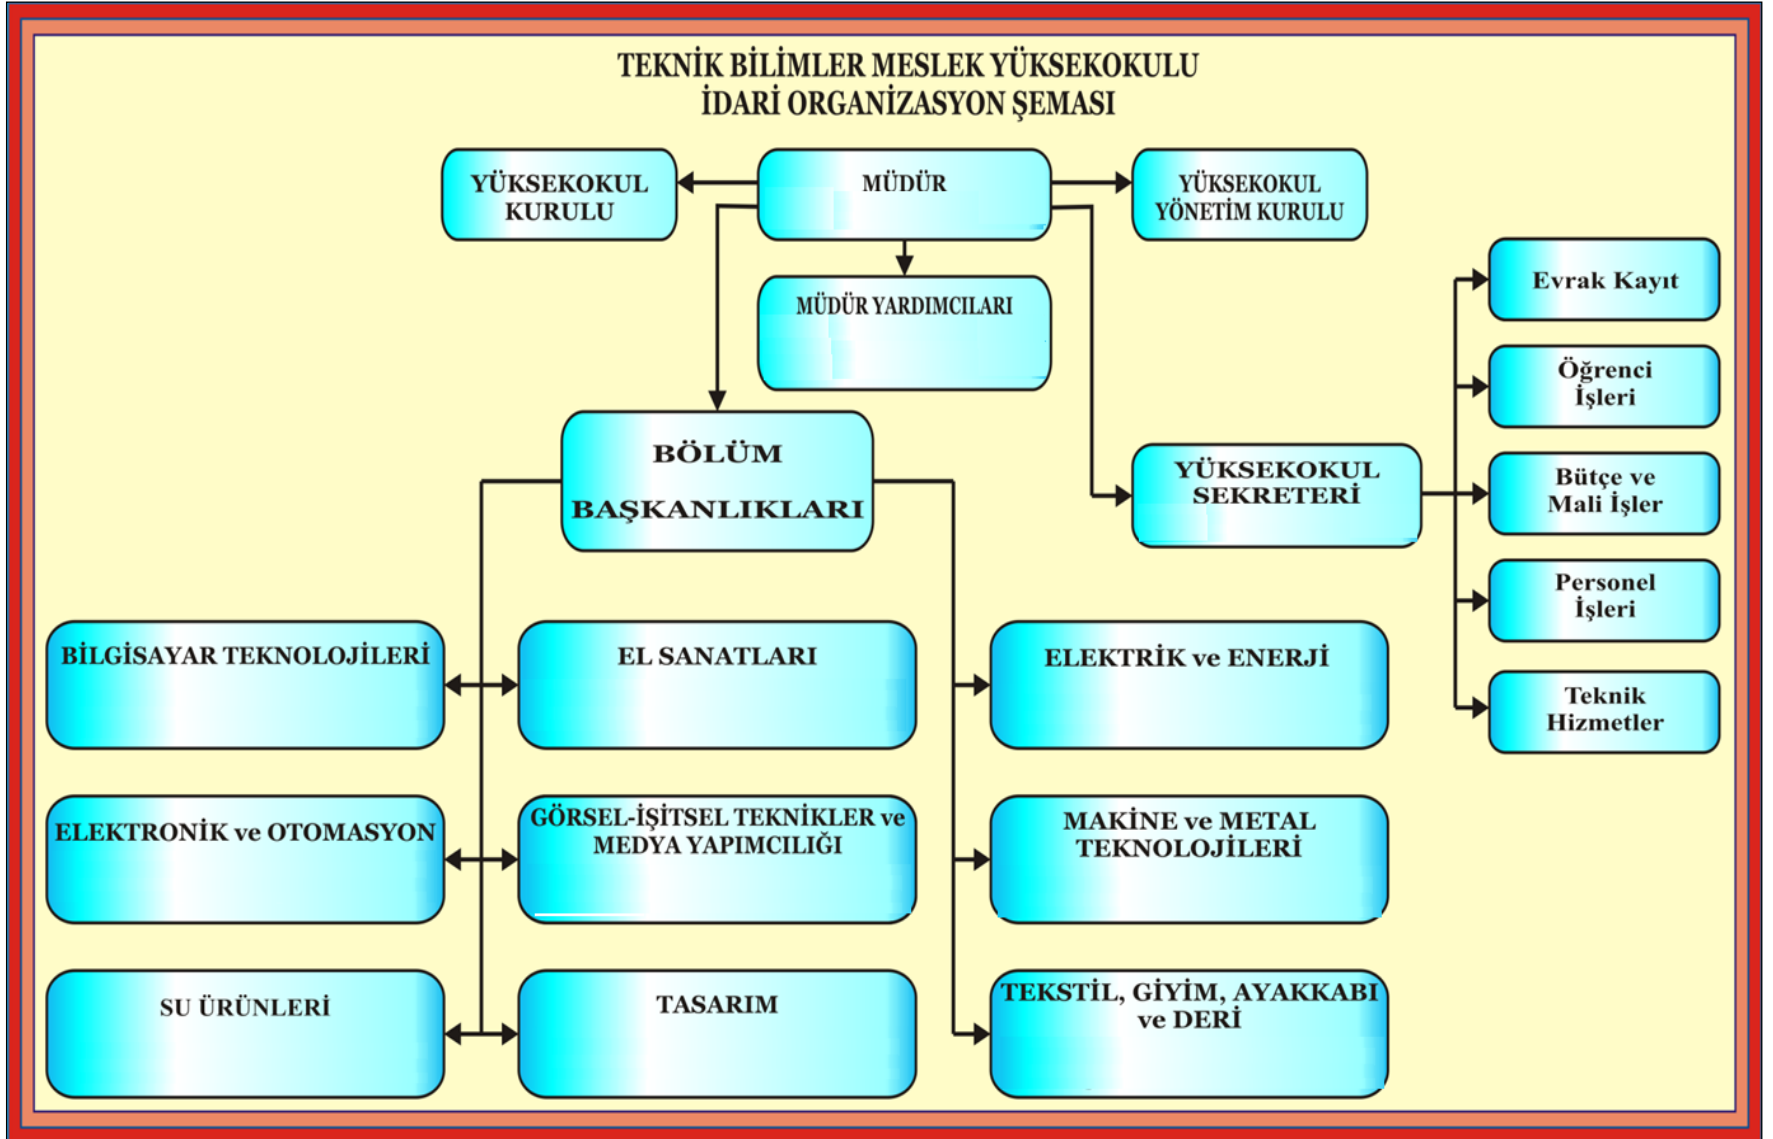 TEKNİK BİLİMLER MESLEK YÜKSEKOKULU
İDARİ ORGANİZASYON ŞEMASI
YÜKSEKOKUL
KURULU
MÜDÜR
YÜKSEKOKUL
YÖNETİM KURULU
MÜDÜR YARDIMCILARI
BÖLÜM
BAŞKANLIKLARI
YÜKSEKOKUL
SEKRETERİ
Evrak Kayıt
Öğrenci
İşleri
Bütçe ve
Mali İşler
Personel
İşleri
Teknik
Hizmetler
BİLGİSAYAR TEKNOLOJİLERİ
EL SANATLARI
ELEKTRİK ve ENERJİ
ELEKTRONİK ve OTOMASYON
GÖRSEL-İŞİTSEL TEKNİKLER ve
MEDYA YAPIMCILIĞI
MAKİNE ve METAL
TEKNOLOJİLERİ
SU ÜRÜNLERİ
TASARIM
TEKSTİL, GİYİM, AYAKKABI
ve DERİ